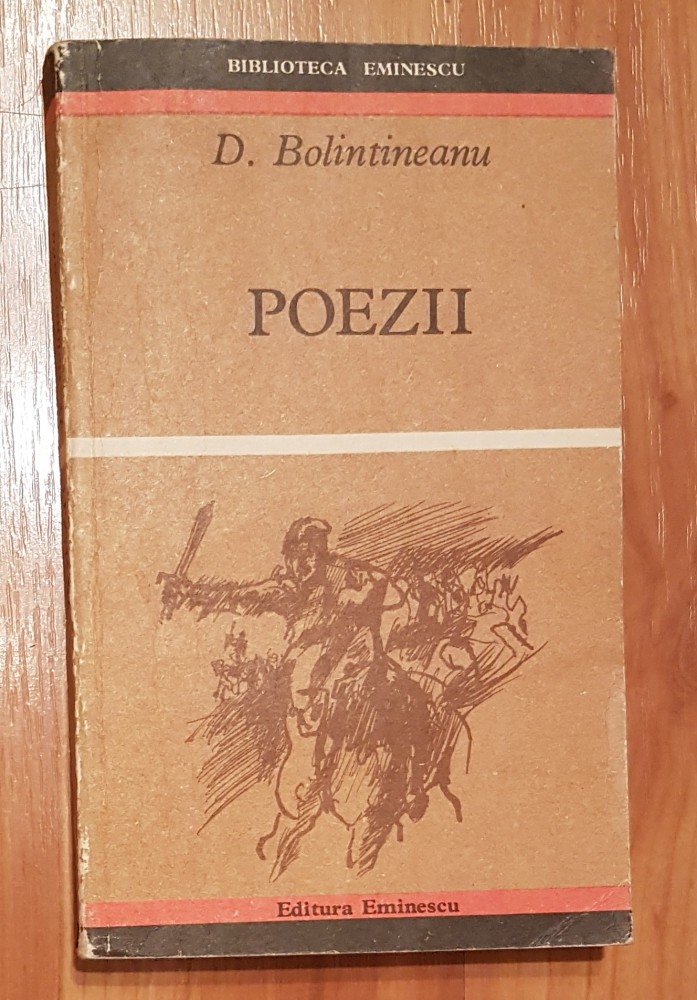 BIBLIOTECA EMINESCU
D. Bolintineanu
POEZII
Editura Eminescu